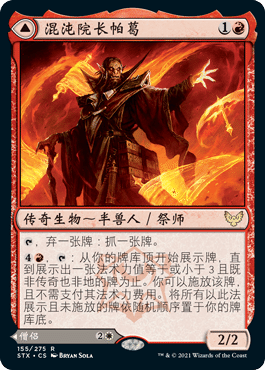 混沌院长帕葛 1
传奇生物～半兽人／祭师
，弃一张牌：抓一张牌。
4 ， ：从你的牌库顶开始展示牌，直
到展示出一张法术力值等于或小于3且既
非传奇也非地的牌为止。你可以施放该牌，
且不需支付其法术力费用。将所有以此法
展示且未施放的牌依随机顺序置于你的牌
库底。
僧侣 2
2/2
155/275 R
STX • CS BRYAN SOLA
™ & © 2021 Wizards of the Coast